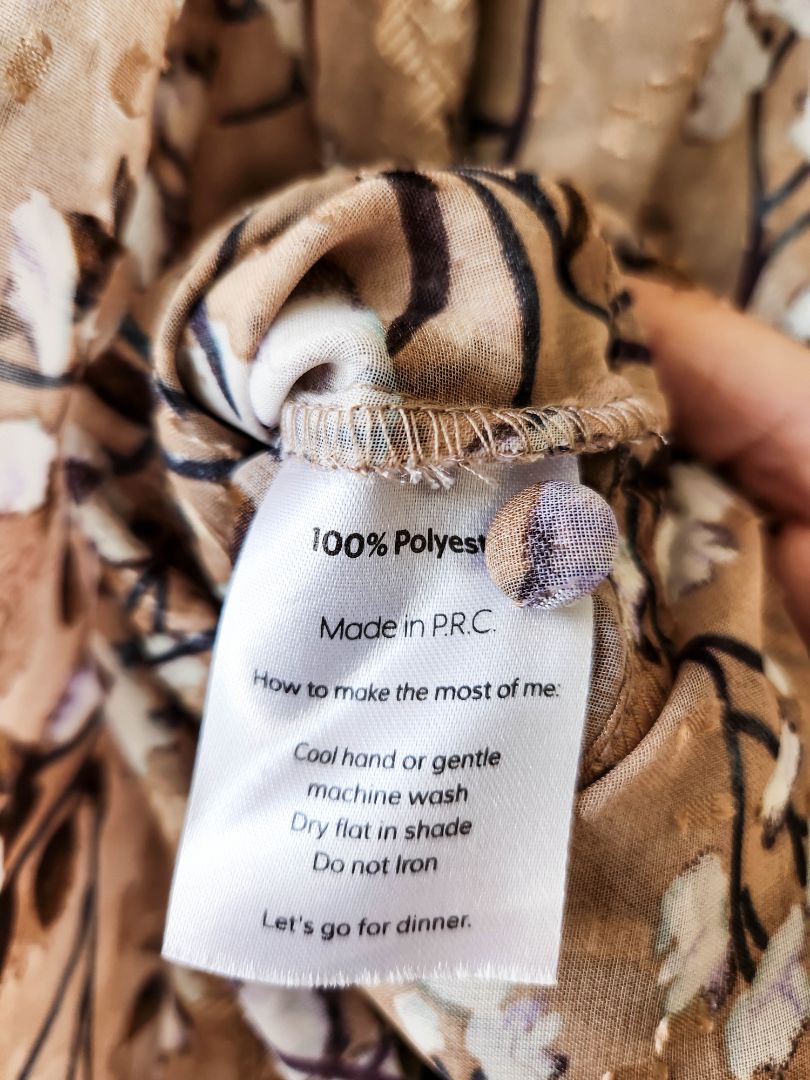 100% Polyest
Made in P.R.C.
How to make the most of me:
Cool hand or gentle
machine wash
Dry flat in shade
Do not Iron
Let's go for dinner.